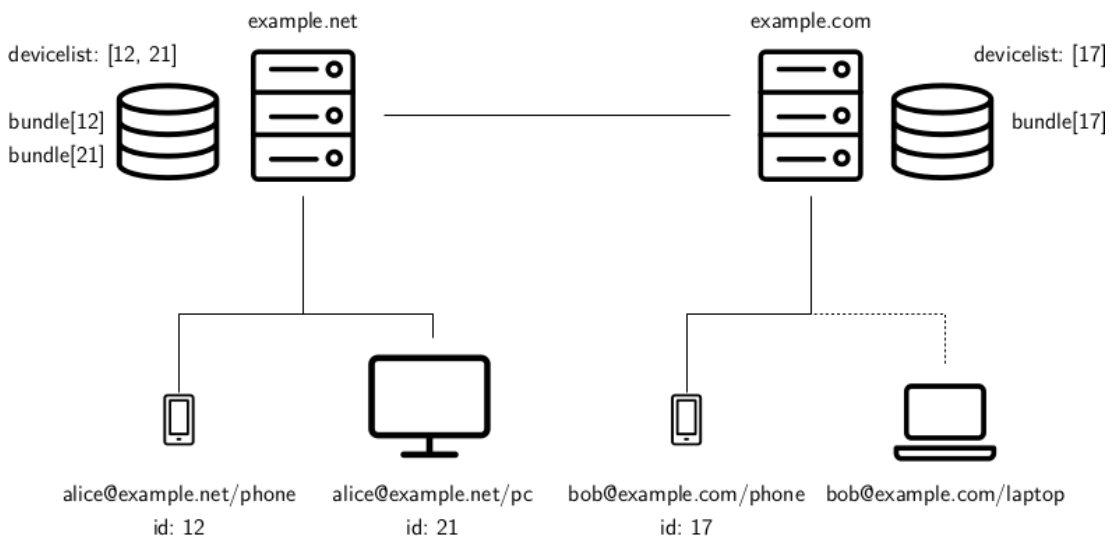 example.net
example.com
devicelist: [12, 21]
devicelist: [17]
bundle[12]
bundle[21]
bundle[17]
alice@example.net/phone
id: 12
alice@example.net/pc
id: 21
bob@example.com/phone
id: 17
bob@example.com/laptop